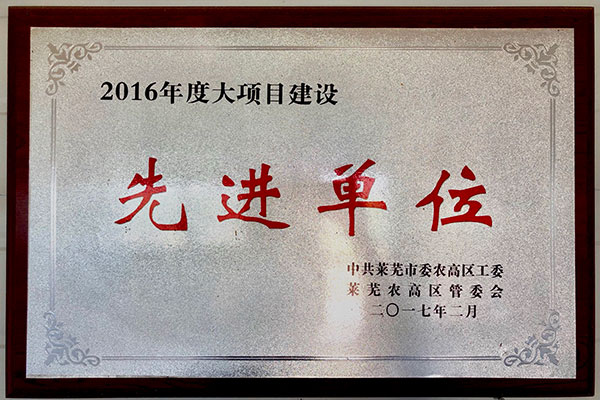 2016年度大项目建设
先进单位
中共莱芜市委农高区工委
莱芜农高区管委会
二〇一七年二月